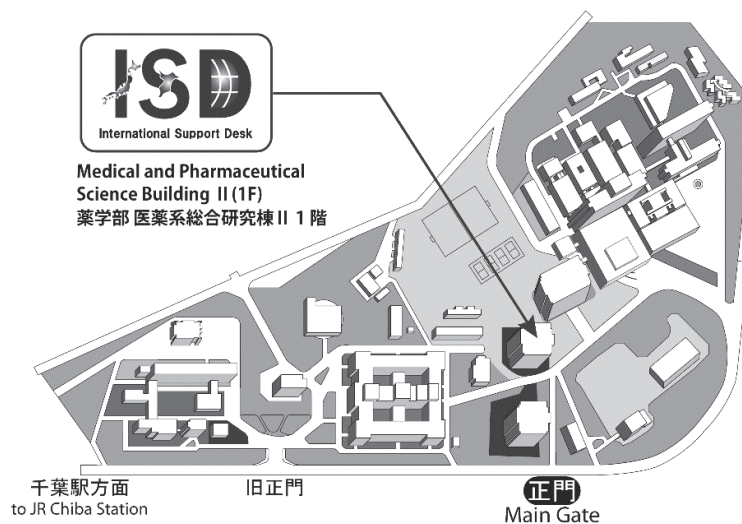 ISD
International Support Desk
Medical and Pharmaceutical
Science Building II (1F)
薬学部 医薬系総合研究棟II 1階
千葉駅方面
to JR Chiba Station
旧正門
正門
Main Gate